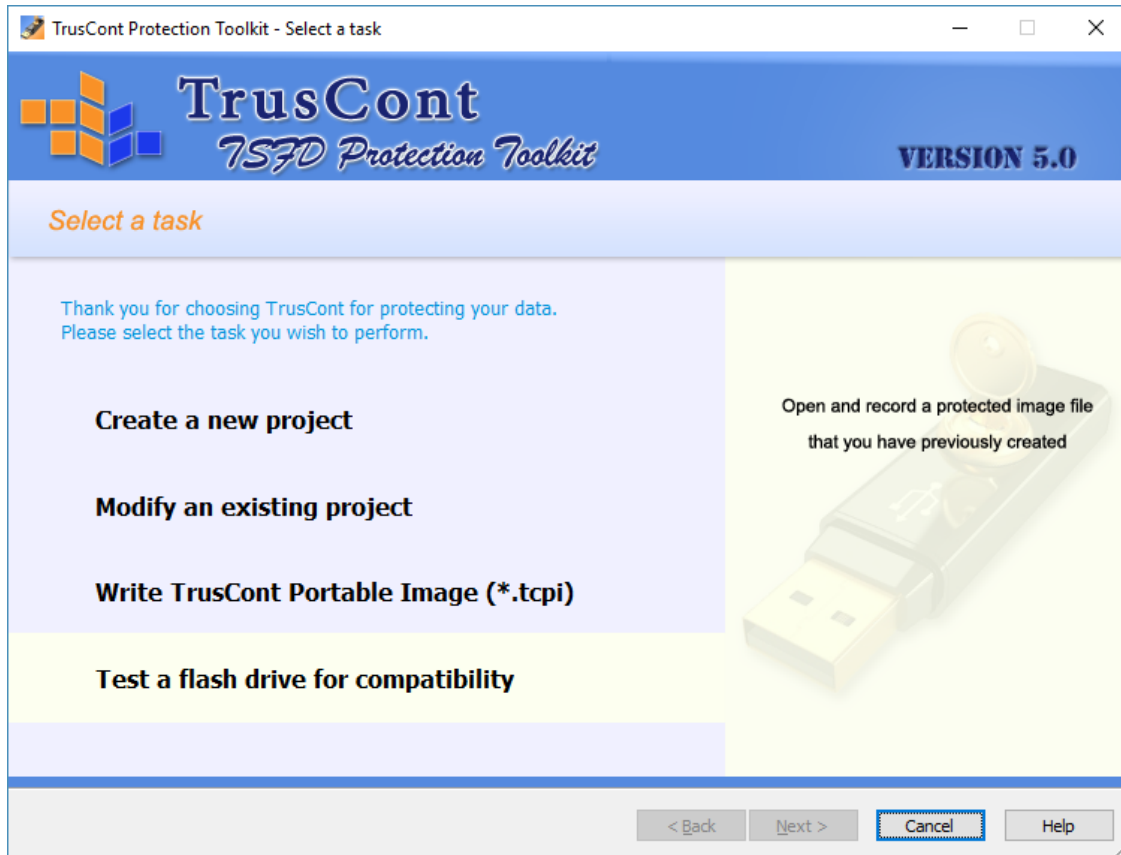 TrusCont Protection Toolkit - Select a task
TrusCont
TSFD Protection Toolkit
VERSION 5.0
Select a task
Thank you for choosing TrusCont for protecting your data.
Please select the task you wish to perform.
Create a new project
Modify an existing project
Write TrusCont Portable Image (*.tcpi)
Test a flash drive for compatibility
Open and record a protected image file
that you have previously created
< Back
Next >
Cancel
Help